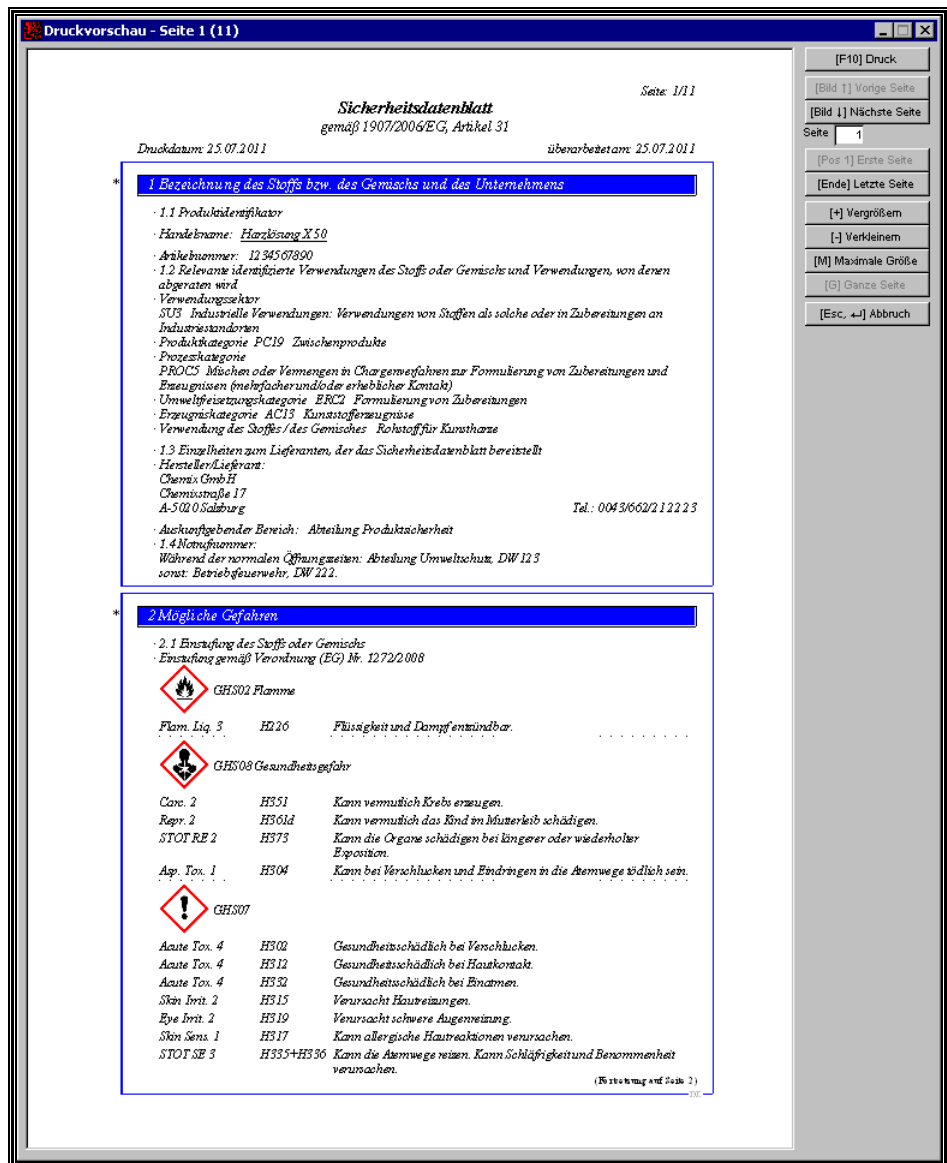 Druckvorschau - Seite 1 (11)
Seite: 1/11
Sicherheitsdatenblatt
gemäß 1907/2006/EG, Artikel 31
Druckdatum: 25.07.2011 überarbeitet am: 25.07.2011
* 1 Bezeichnung des Stoffs bzw. des Gemischs und des Unternehmens
· 1.1 Produktidentifikator
· Handelsname: Harzlösung X 50
· Artikelnummer: 1234567890
· 1.2 Relevante identifizierte Verwendungen des Stoffs oder Gemischs und Verwendungen, von denen
abgeraten wird
· Verwendungssektor
SU3 Industrielle Verwendungen: Verwendungen von Stoffen als solche oder in Zubereitungen an
Industriestandorten
· Produktkategorie PC19 Zwischenprodukte
· Prozesskategorie
PROC5 Mischen oder Vermengen in Chargenverfahren zur Formulierung von Zubereitungen und
Erzeugnissen (mehrfacher und/oder erheblicher Kontakt)
· Umweltfreisetzungskategorie ERC2 Formulierung von Zubereitungen
· Erzeugniskategorie AC13 Kunststofferzeugnisse
· Verwendung des Stoffes / des Gemisches Rohstoff für Kunstharze
· 1.3 Einzelheiten zum Lieferanten, der das Sicherheitsdatenblatt bereitstellt
· Hersteller/Lieferant:
Chemix GmbH
Chemixstraße 17
A-5020 Salzburg Tel.: 0043/662/212223
· Auskunftgebender Bereich: Abteilung Produktsicherheit
· 1.4 Notrufnummer:
Während der normalen Öffnungszeiten: Abteilung Umweltschutz, DW 123
sonst: Betriebsfeuerwehr, DW 222.
* 2 Mögliche Gefahren
· 2.1 Einstufung des Stoffs oder Gemischs
· Einstufung gemäß Verordnung (EG) Nr. 1272/2008
GHS02 Flamme
Flam. Liq. 3 H226 Flüssigkeit und Dampf entzündbar.
GHS08 Gesundheitsgefahr
Carc. 2 H351 Kann vermutlich Krebs erzeugen.
Repr. 2 H361d Kann vermutlich das Kind im Mutterleib schädigen.
STOT RE 2 H373 Kann die Organe schädigen bei längerer oder wiederholter
Exposition.
Asp. Tox. 1 H304 Kann bei Verschlucken und Eindringen in die Atemwege tödlich sein.
GHS07
Acute Tox. 4 H302 Gesundheitsschädlich bei Verschlucken.
Acute Tox. 4 H312 Gesundheitsschädlich bei Hautkontakt.
Acute Tox. 4 H332 Gesundheitsschädlich bei Einatmen.
Skin Irrit. 2 H315 Verursacht Hautreizungen.
Eye Irrit. 2 H319 Verursacht schwere Augenreizung.
Skin Sens. 1 H317 Kann allergische Hautreaktionen verursachen.
STOT SE 3 H335+H336 Kann die Atemwege reizen. Kann Schläfrigkeit und Benommenheit
verursachen.
(Fortsetzung auf Seite 2)
[F10] Druck
[Bild ↑] Vorige Seite
[Bild ↓] Nächste Seite
Seite 1
[Pos 1] Erste Seite
[Ende] Letzte Seite
[+] Vergrößern
[-] Verkleinern
[M] Maximale Größe
[G] Ganze Seite
[Esc, ↵] Abbruch